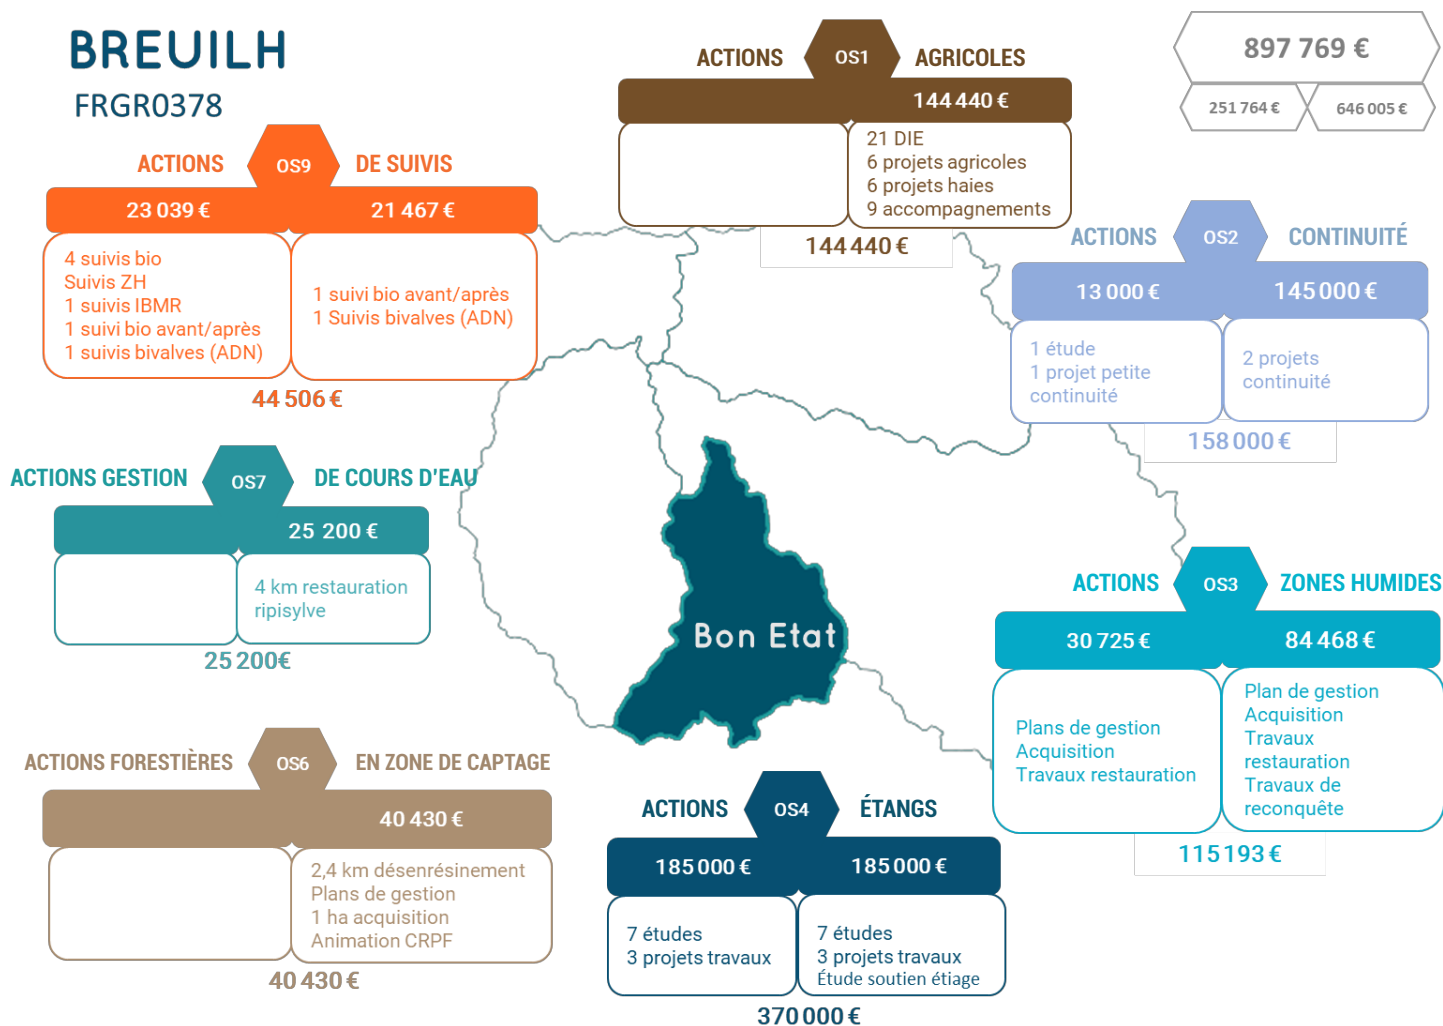 BREUILH
FRGR0378
897 769 €
251 764 €
646 005 €
ACTIONS OS1 AGRICOLES
144 440 €
21 DIE
6 projets agricoles
6 projets haies
9 accompagnements
144 440 €
ACTIONS OS9 DE SUIVIS
23 039 €
21 467 €
4 suivis bio
Suivis ZH
1 suivis IBMR
1 suivi bio avant/après
1 suivis bivalves (ADN)
1 suivi bio avant/après
1 Suivis bivalves (ADN)
44 506 €
ACTIONS OS2 CONTINUITÉ
13 000 €
145 000 €
1 étude
1 projet petite
continuité
2 projets
continuité
158 000 €
ACTIONS GESTION OS7 DE COURS D'EAU
25 200 €
4 km restauration
ripisylve
25 200€
Bon Etat
ACTIONS OS3 ZONES HUMIDES
30 725 €
84 468 €
Plans de gestion
Acquisition
Travaux restauration
Plan de gestion
Acquisition
Travaux
restauration
Travaux de
reconquête
115 193 €
ACTIONS FORESTIÈRES OS6 EN ZONE DE CAPTAGE
40 430 €
2,4 km désenrésinement
Plans de gestion
1 ha acquisition
Animation CRPF
40 430 €
ACTIONS OS4 ÉTANGS
185 000 €
185 000 €
7 études
3 projets travaux
7 études
3 projets travaux
Étude soutien étiage
370 000 €